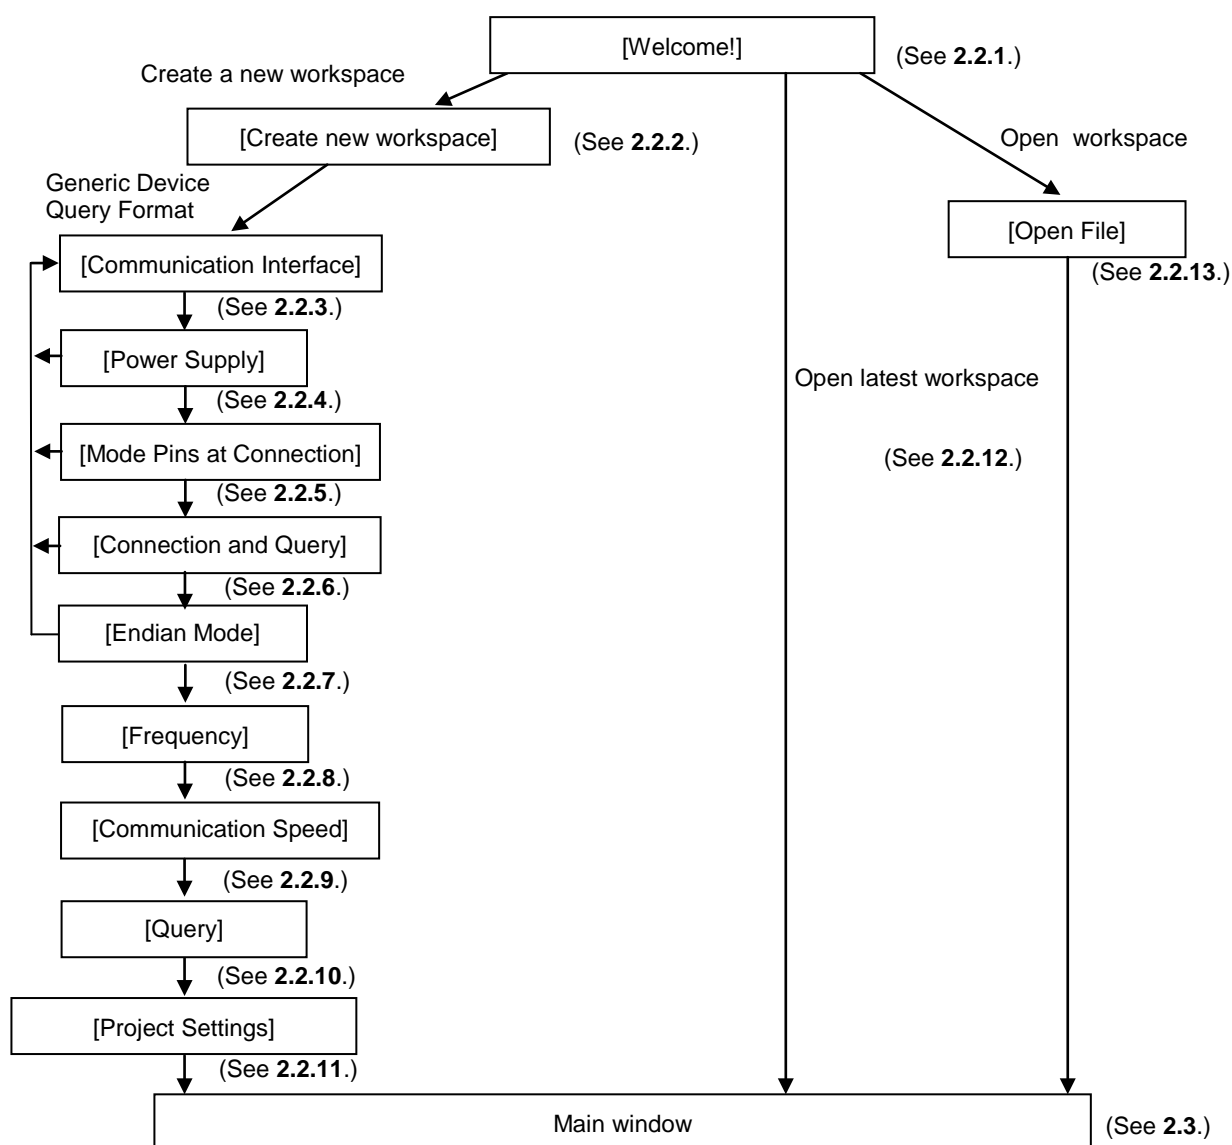 [Welcome!]
(See 2.2.1.)
Create a new workspace
[Create new workspace]
(See 2.2.2.)
Open workspace
Generic Device
Query Format
[Open File]
(See 2.2.13.)
[Communication Interface]
(See 2.2.3.)
[Power Supply]
(See 2.2.4.)
Open latest workspace
(See 2.2.12.)
[Mode Pins at Connection]
(See 2.2.5.)
[Connection and Query]
(See 2.2.6.)
[Endian Mode]
(See 2.2.7.)
[Frequency]
(See 2.2.8.)
[Communication Speed]
(See 2.2.9.)
[Query]
(See 2.2.10.)
[Project Settings]
(See 2.2.11.)
Main window
(See 2.3.)